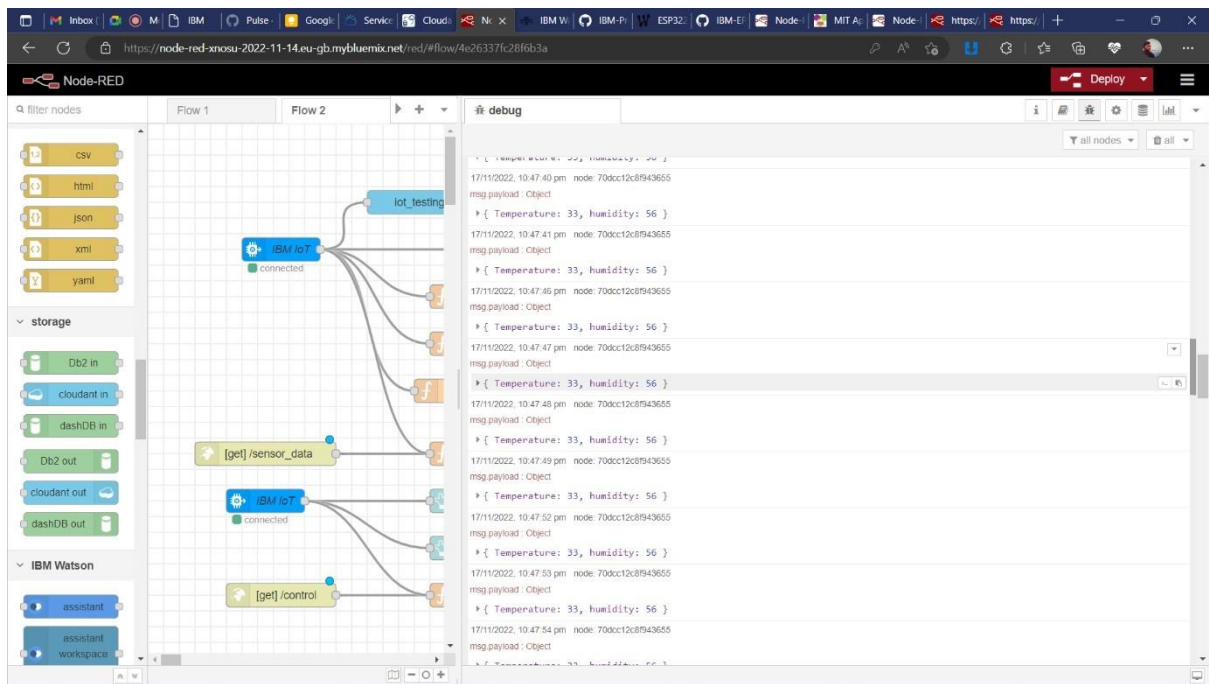 Inbox (
M
IBM
Pulse -
Google
Service
Clouda
IBM W
IBM-Pr
ESP32
IBM-EP
Node-
MIT Ap
Node-
https:/
https:/
https://node-red-xnosu-2022-11-14.eu-gb.mybluemix.net/red/#flow/4e26337fc28f6b3a
Node-RED
Deploy
filter nodes
Flow 1
Flow 2
debug
all nodes
all
csv
html
json
xml
yaml
storage
Db2 in
cloudant in
dashDB in
Db2 out
cloudant out
dashDB out
IBM Watson
assistant
assistant
workspace
iot_testing
IBM IoT
connected
[get] /sensor_data
IBM IoT
connected
[get] /control
{ Temperature: 33, humidity: 56 }
17/11/2022, 10:47:40 pm node: 70dcc12c8f943655
msg.payload : Object
{ Temperature: 33, humidity: 56 }
17/11/2022, 10:47:41 pm node: 70dcc12c8f943655
msg.payload : Object
{ Temperature: 33, humidity: 56 }
17/11/2022, 10:47:46 pm node: 70dcc12c8f943655
msg.payload : Object
{ Temperature: 33, humidity: 56 }
17/11/2022, 10:47:47 pm node: 70dcc12c8f943655
msg.payload : Object
{ Temperature: 33, humidity: 56 }
17/11/2022, 10:47:48 pm node: 70dcc12c8f943655
msg.payload : Object
{ Temperature: 33, humidity: 56 }
17/11/2022, 10:47:49 pm node: 70dcc12c8f943655
msg.payload : Object
{ Temperature: 33, humidity: 56 }
17/11/2022, 10:47:52 pm node: 70dcc12c8f943655
msg.payload : Object
{ Temperature: 33, humidity: 56 }
17/11/2022, 10:47:53 pm node: 70dcc12c8f943655
msg.payload : Object
{ Temperature: 33, humidity: 56 }
17/11/2022, 10:47:54 pm node: 70dcc12c8f943655
msg.payload : Object